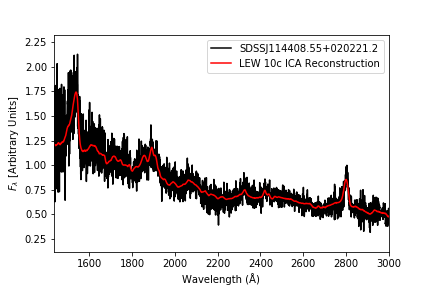 SDSSJ114408.55+020221.2
LEW 10c ICA Reconstruction
2.25
2.00
1.75
1.50
1.25
1.00
0.75
0.50
0.25
Fλ [Arbitrary Units]
1600 1800 2000 2200 2400 2600 2800 3000
Wavelength (Å)